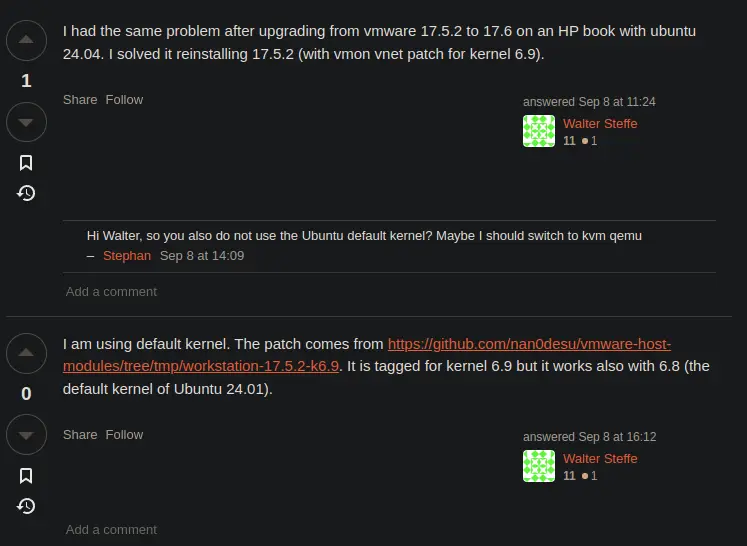 I had the same problem after upgrading from vmware 17.5.2 to 17.6 on an HP book with ubuntu
24.04. I solved it reinstalling 17.5.2 (with vmon vnet patch for kernel 6.9).
1
Share Follow
answered Sep 8 at 11:24
Walter Steffe
11 1
Hi Walter, so you also do not use the Ubuntu default kernel? Maybe I should switch to kvm qemu
– Stephan Sep 8 at 14:09
Add a comment
I am using default kernel. The patch comes from https://github.com/nan0desu/vmware-host-
modules/tree/tmp/workstation-17.5.2-k6.9. It is tagged for kernel 6.9 but it works also with 6.8 (the
0
default kernel of Ubuntu 24.01).
Share Follow
answered Sep 8 at 16:12
Walter Steffe
11 1
Add a comment